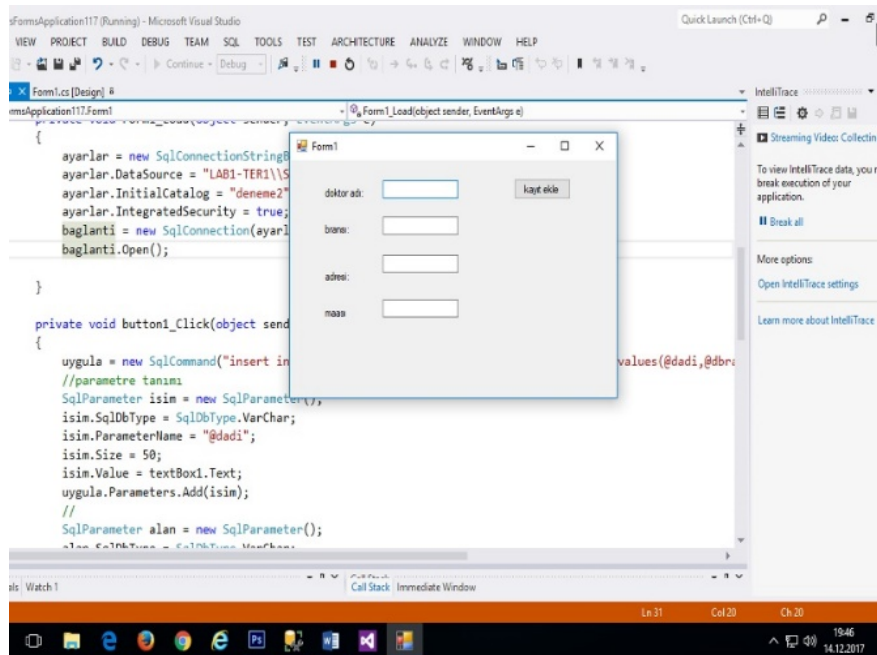 sFormsApplication117 (Running) - Microsoft Visual Studio
Quick Launch (Ctrl+Q)
VIEW PROJECT BUILD DEBUG TEAM SQL TOOLS TEST ARCHITECTURE ANALYZE WINDOW HELP
Continue Debug
Form1.cs [Design]
IntelliTrace
msApplication117.Form1
Form1_Load(object sender, EventArgs e)
{
ayarlar = new SqlConnectionStringB
ayarlar.DataSource = "LAB1-TER1\\S
ayarlar.InitialCatalog = "deneme2"
ayarlar.IntegratedSecurity = true;
baglanti = new SqlConnection(ayarl
baglanti.Open();
}
private void button1_Click(object send
{
uygula = new SqlCommand("insert in
values(@dadi,@dbra
//parametre tanımı
SqlParameter isim = new SqlParameter();
isim.SqlDbType = SqlDbType.VarChar;
isim.ParameterName = "@dadi";
isim.Size = 50;
isim.Value = textBox1.Text;
uygula.Parameters.Add(isim);
//
SqlParameter alan = new SqlParameter();
Form1
doktor adı:
kayıt ekle
branısı:
adresi:
maası
Streaming Video: Collectin
To view IntelliTrace data, you
break execution of your
application.
Break all
More options:
Open IntelliTrace settings
Learn more about IntelliTrace
als Watch 1
Call Stack Immediate Window
Ln 31 Col 20 Ch 20
19:46
14.12.2017